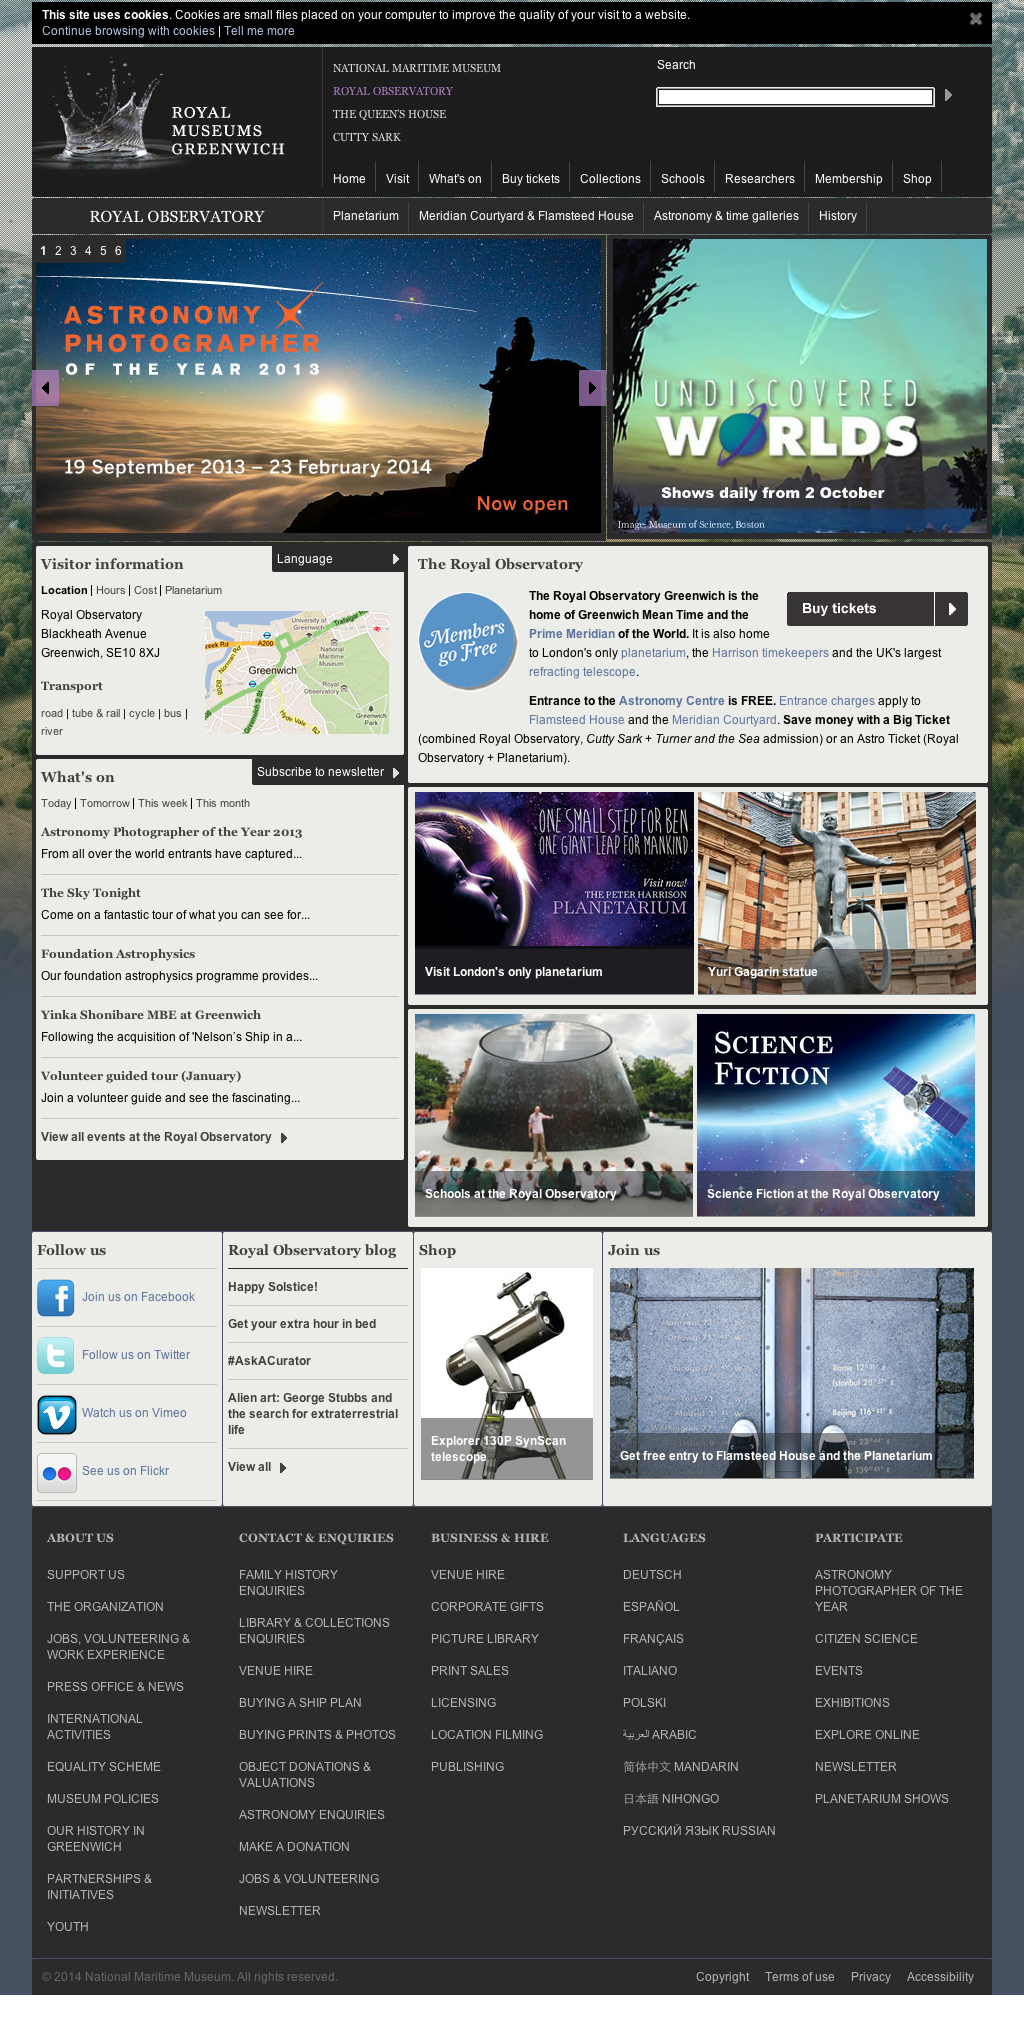 This site uses cookies. Cookies are small files placed on your computer to improve the quality of your visit to a website.
Continue browsing with cookies | Tell me more
ROYAL
MUSEUMS
GREENWICH
NATIONAL MARITIME MUSEUM
ROYAL OBSERVATORY
THE QUEEN'S HOUSE
CUTTY SARK
Search
Home
Visit
What's on
Buy tickets
Collections
Schools
Researchers
Membership
Shop
ROYAL OBSERVATORY
Planetarium
Meridian Courtyard & Flamsteed House
Astronomy & time galleries
History
1 2 3 4 5 6
ASTRONOMY
PHOTOGRAPHER
OF THE YEAR 2013
19 September 2013 – 23 February 2014
Now open
UNDISCOVERED
WORLDS
Shows daily from 2 October
Image: Museum of Science, Boston
Visitor information
Language
Location | Hours | Cost | Planetarium
Royal Observatory
Blackheath Avenue
Greenwich, SE10 8XJ
Transport
road | tube & rail | cycle | bus |
river
University of
Greenwich
Trafalgar
A200
National
Maritime
Museum
Norman Rd
Greenwich
Royal
Observatory
Greenwich S St
Hyde Vale
Greenwich
Park
The Royal Observatory
Members
go Free
Buy tickets
The Royal Observatory Greenwich is the
home of Greenwich Mean Time and the
Prime Meridian of the World. It is also home
to London's only planetarium, the Harrison timekeepers and the UK's largest
refracting telescope.
Entrance to the Astronomy Centre is FREE. Entrance charges apply to
Flamsteed House and the Meridian Courtyard. Save money with a Big Ticket
(combined Royal Observatory, Cutty Sark + Turner and the Sea admission) or an Astro Ticket (Royal
Observatory + Planetarium).
What's on
Subscribe to newsletter
Today | Tomorrow | This week | This month
Astronomy Photographer of the Year 2013
From all over the world entrants have captured...
The Sky Tonight
Come on a fantastic tour of what you can see for...
Foundation Astrophysics
Our foundation astrophysics programme provides...
Yinka Shonibare MBE at Greenwich
Following the acquisition of 'Nelson's Ship in a...
Volunteer guided tour (January)
Join a volunteer guide and see the fascinating...
View all events at the Royal Observatory
ONE SMALL STEP FOR BEN
ONE GIANT LEAP FOR MANKIND
Visit now!
THE PETER HARRISON
PLANETARIUM
Visit London's only planetarium
Yuri Gagarin statue
Schools at the Royal Observatory
SCIENCE
FICTION
Science Fiction at the Royal Observatory
Follow us
Join us on Facebook
Follow us on Twitter
Watch us on Vimeo
See us on Flickr
Royal Observatory blog
Happy Solstice!
Get your extra hour in bed
#AskACurator
Alien art: George Stubbs and
the search for extraterrestrial
life
View all
Shop
Explorer 130P SynScan
telescope
Join us
Rome
Istanbul
Beijing
Get free entry to Flamsteed House and the Planetarium
ABOUT US
SUPPORT US
THE ORGANIZATION
JOBS, VOLUNTEERING &
WORK EXPERIENCE
PRESS OFFICE & NEWS
INTERNATIONAL
ACTIVITIES
EQUALITY SCHEME
MUSEUM POLICIES
OUR HISTORY IN
GREENWICH
PARTNERSHIPS &
INITIATIVES
YOUTH
CONTACT & ENQUIRIES
FAMILY HISTORY
ENQUIRIES
LIBRARY & COLLECTIONS
ENQUIRIES
VENUE HIRE
BUYING A SHIP PLAN
BUYING PRINTS & PHOTOS
OBJECT DONATIONS &
VALUATIONS
ASTRONOMY ENQUIRIES
MAKE A DONATION
JOBS & VOLUNTEERING
NEWSLETTER
BUSINESS & HIRE
VENUE HIRE
CORPORATE GIFTS
PICTURE LIBRARY
PRINT SALES
LICENSING
LOCATION FILMING
PUBLISHING
LANGUAGES
DEUTSCH
ESPAÑOL
FRANÇAIS
ITALIANO
POLSKI
العربية ARABIC
简体中文 MANDARIN
日本語 NIHONGO
РУССКИЙ ЯЗЫК RUSSIAN
PARTICIPATE
ASTRONOMY
PHOTOGRAPHER OF THE
YEAR
CITIZEN SCIENCE
EVENTS
EXHIBITIONS
EXPLORE ONLINE
NEWSLETTER
PLANETARIUM SHOWS
© 2014 National Maritime Museum. All rights reserved.
Copyright
Terms of use
Privacy
Accessibility